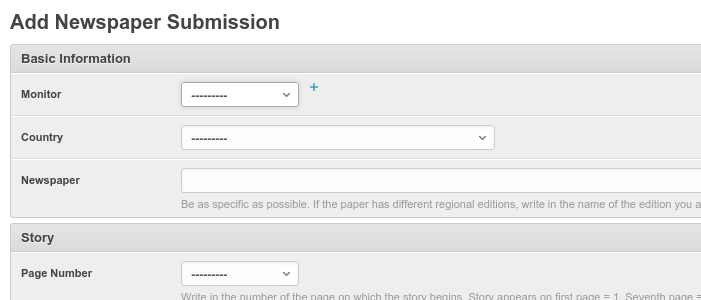 Add Newspaper Submission
Basic Information
Monitor ---------
+
Country ---------
Newspaper
Be as specific as possible. If the paper has different regional editions, write in the name of the edition you a
Story
Page Number ---------
Write in the number of the page on which the story begins. Story appears on first page = 1, Seventh page =